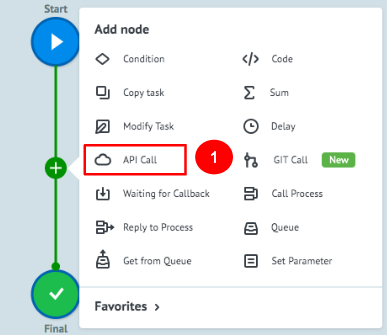 Start
Add node
Condition
Code
Copy task
Sum
Modify Task
Delay
API Call
1
GIT Call New
Waiting for Callback
Call Process
Reply to Process
Queue
Get from Queue
Set Parameter
Favorites >
Final